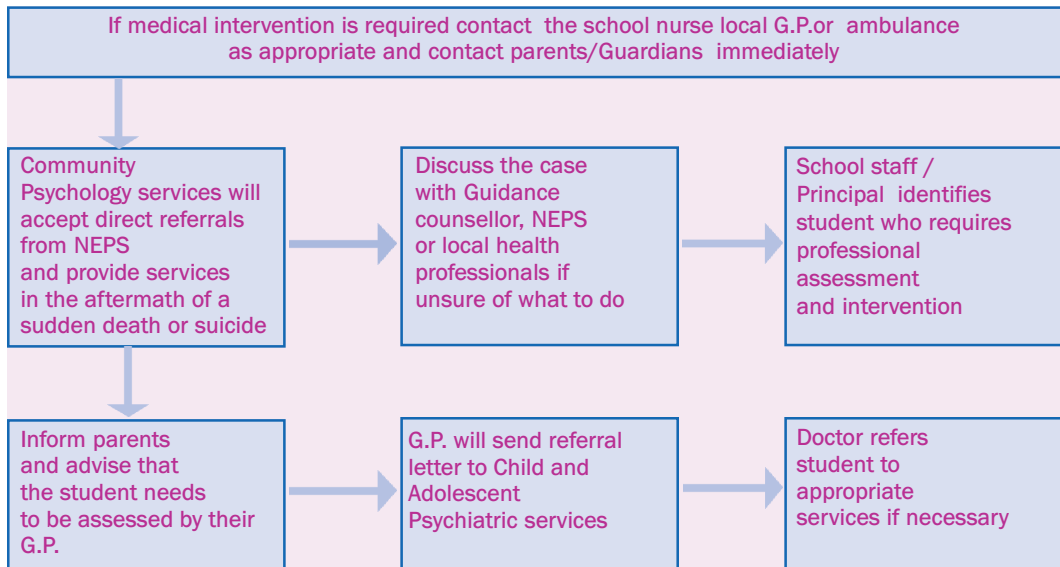 If medical intervention is required contact the school nurse local G.P.or ambulance
as appropriate and contact parents/Guardians immediately
Community
Psychology services will
accept direct referrals
from NEPS
and provide services
in the aftermath of a
sudden death or suicide
Discuss the case
with Guidance
counsellor, NEPS
or local health
professionals if
unsure of what to do
School staff /
Principal identifies
student who requires
professional
assessment
and intervention
Inform parents
and advise that
the student needs
to be assessed by their
G.P.
G.P. will send referral
letter to Child and
Adolescent
Psychiatric services
Doctor refers
student to
appropriate
services if necessary